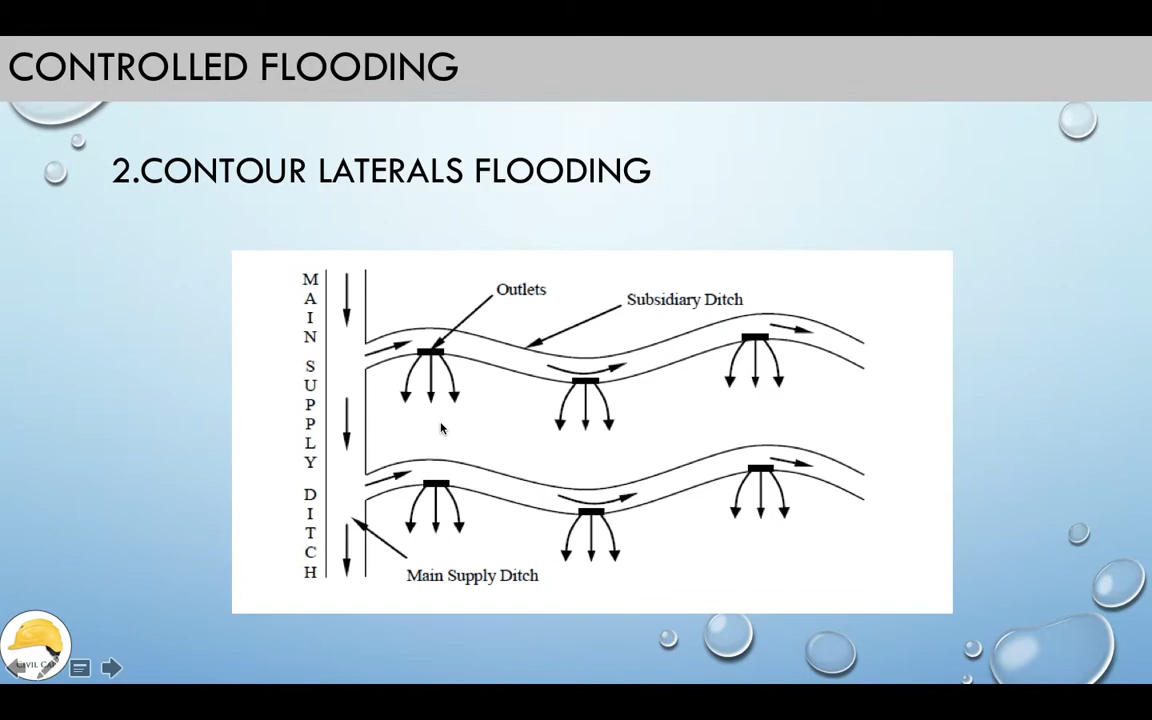 CONTROLLED FLOODING
2.CONTOUR LATERALS FLOODING
MAIN SUPPLY DITCH
Outlets
Subsidiary Ditch
Main Supply Ditch